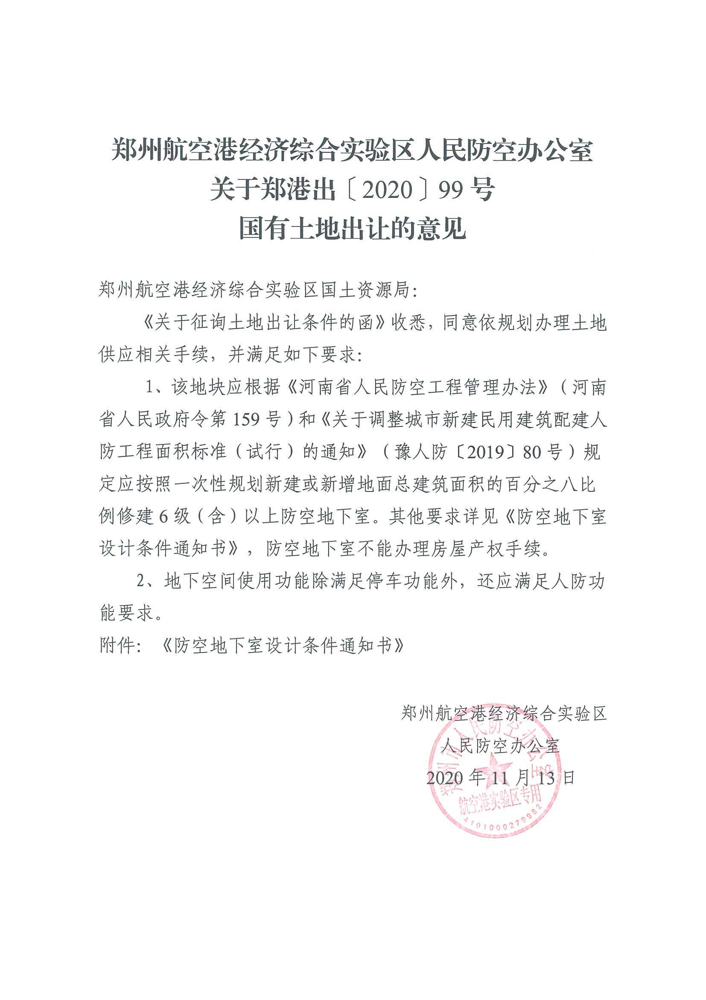 郑州航空港经济综合实验区人民防空办公室
关于郑港出〔2020〕99号
国有土地出让的意见
郑州航空港经济综合实验区国土资源局：
《关于征询土地出让条件的函》收悉，同意依规划办理土地
供应相关手续，并满足如下要求：
1、该地块应根据《河南省人民防空工程管理办法》（河南
省人民政府令第159号）和《关于调整城市新建民用建筑配建人
防工程面积标准（试行）的通知》（豫人防〔2019〕80号）规
定应按照一次性规划新建或新增地面总建筑面积的百分之八比
例修建6级（含）以上防空地下室。其他要求详见《防空地下室
设计条件通知书》，防空地下室不能办理房屋产权手续。
2、地下空间使用功能除满足停车功能外，还应满足人防功
能要求。
附件：《防空地下室设计条件通知书》
郑州航空港经济综合实验区
人民防空办公室
2020年11月13日
郑州市人民防空办公室
航空港实验区专用
4101000279982